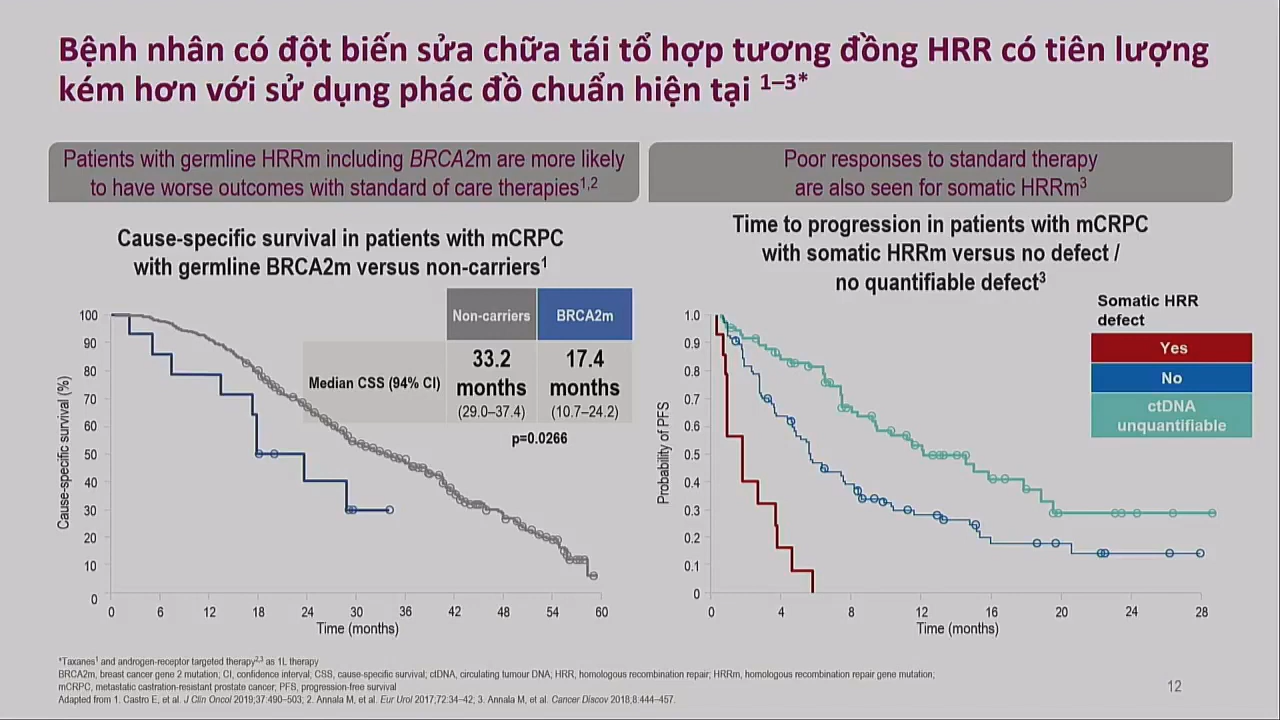 Bệnh nhân có đột biến sửa chữa tái tổ hợp tương đồng HRR có tiên lượng
kém hơn với sử dụng phác đồ chuẩn hiện tại 1–3*
Patients with germline HRRm including BRCA2m are more likely
to have worse outcomes with standard of care therapies1,2
Cause-specific survival in patients with mCRPC
with germline BRCA2m versus non-carriers1
Non-carriers
BRCA2m
Median CSS (94% CI)
33.2
months
(29.0–37.4)
17.4
months
(10.7–24.2)
p=0.0266
Cause-specific survival (%)
100
90
80
70
60
50
40
30
20
10
0
0 6 12 18 24 30 36 42 48 54 60
Time (months)
Poor responses to standard therapy
are also seen for somatic HRRm3
Time to progression in patients with mCRPC
with somatic HRRm versus no defect /
no quantifiable defect3
Somatic HRR
defect
Yes
No
ctDNA
unquantifiable
Probability of PFS
1.0
0.9
0.8
0.7
0.6
0.5
0.4
0.3
0.2
0.1
0
0 4 8 12 16 20 24 28
Time (months)
*Taxanes1 and androgen-receptor targeted therapy2,3 as 1L therapy
BRCA2m, breast cancer gene 2 mutation; CI, confidence interval; CSS, cause-specific survival; ctDNA, circulating tumour DNA; HRR, homologous recombination repair; HRRm, homologous recombination repair gene mutation;
mCRPC, metastatic castration-resistant prostate cancer; PFS, progression-free survival
Adapted from 1. Castro E, et al. J Clin Oncol 2019;37:490–503; 2. Annala M, et al. Eur Urol 2017;72:34–42; 3. Annala M, et al. Cancer Discov 2018;8:444–457.
12